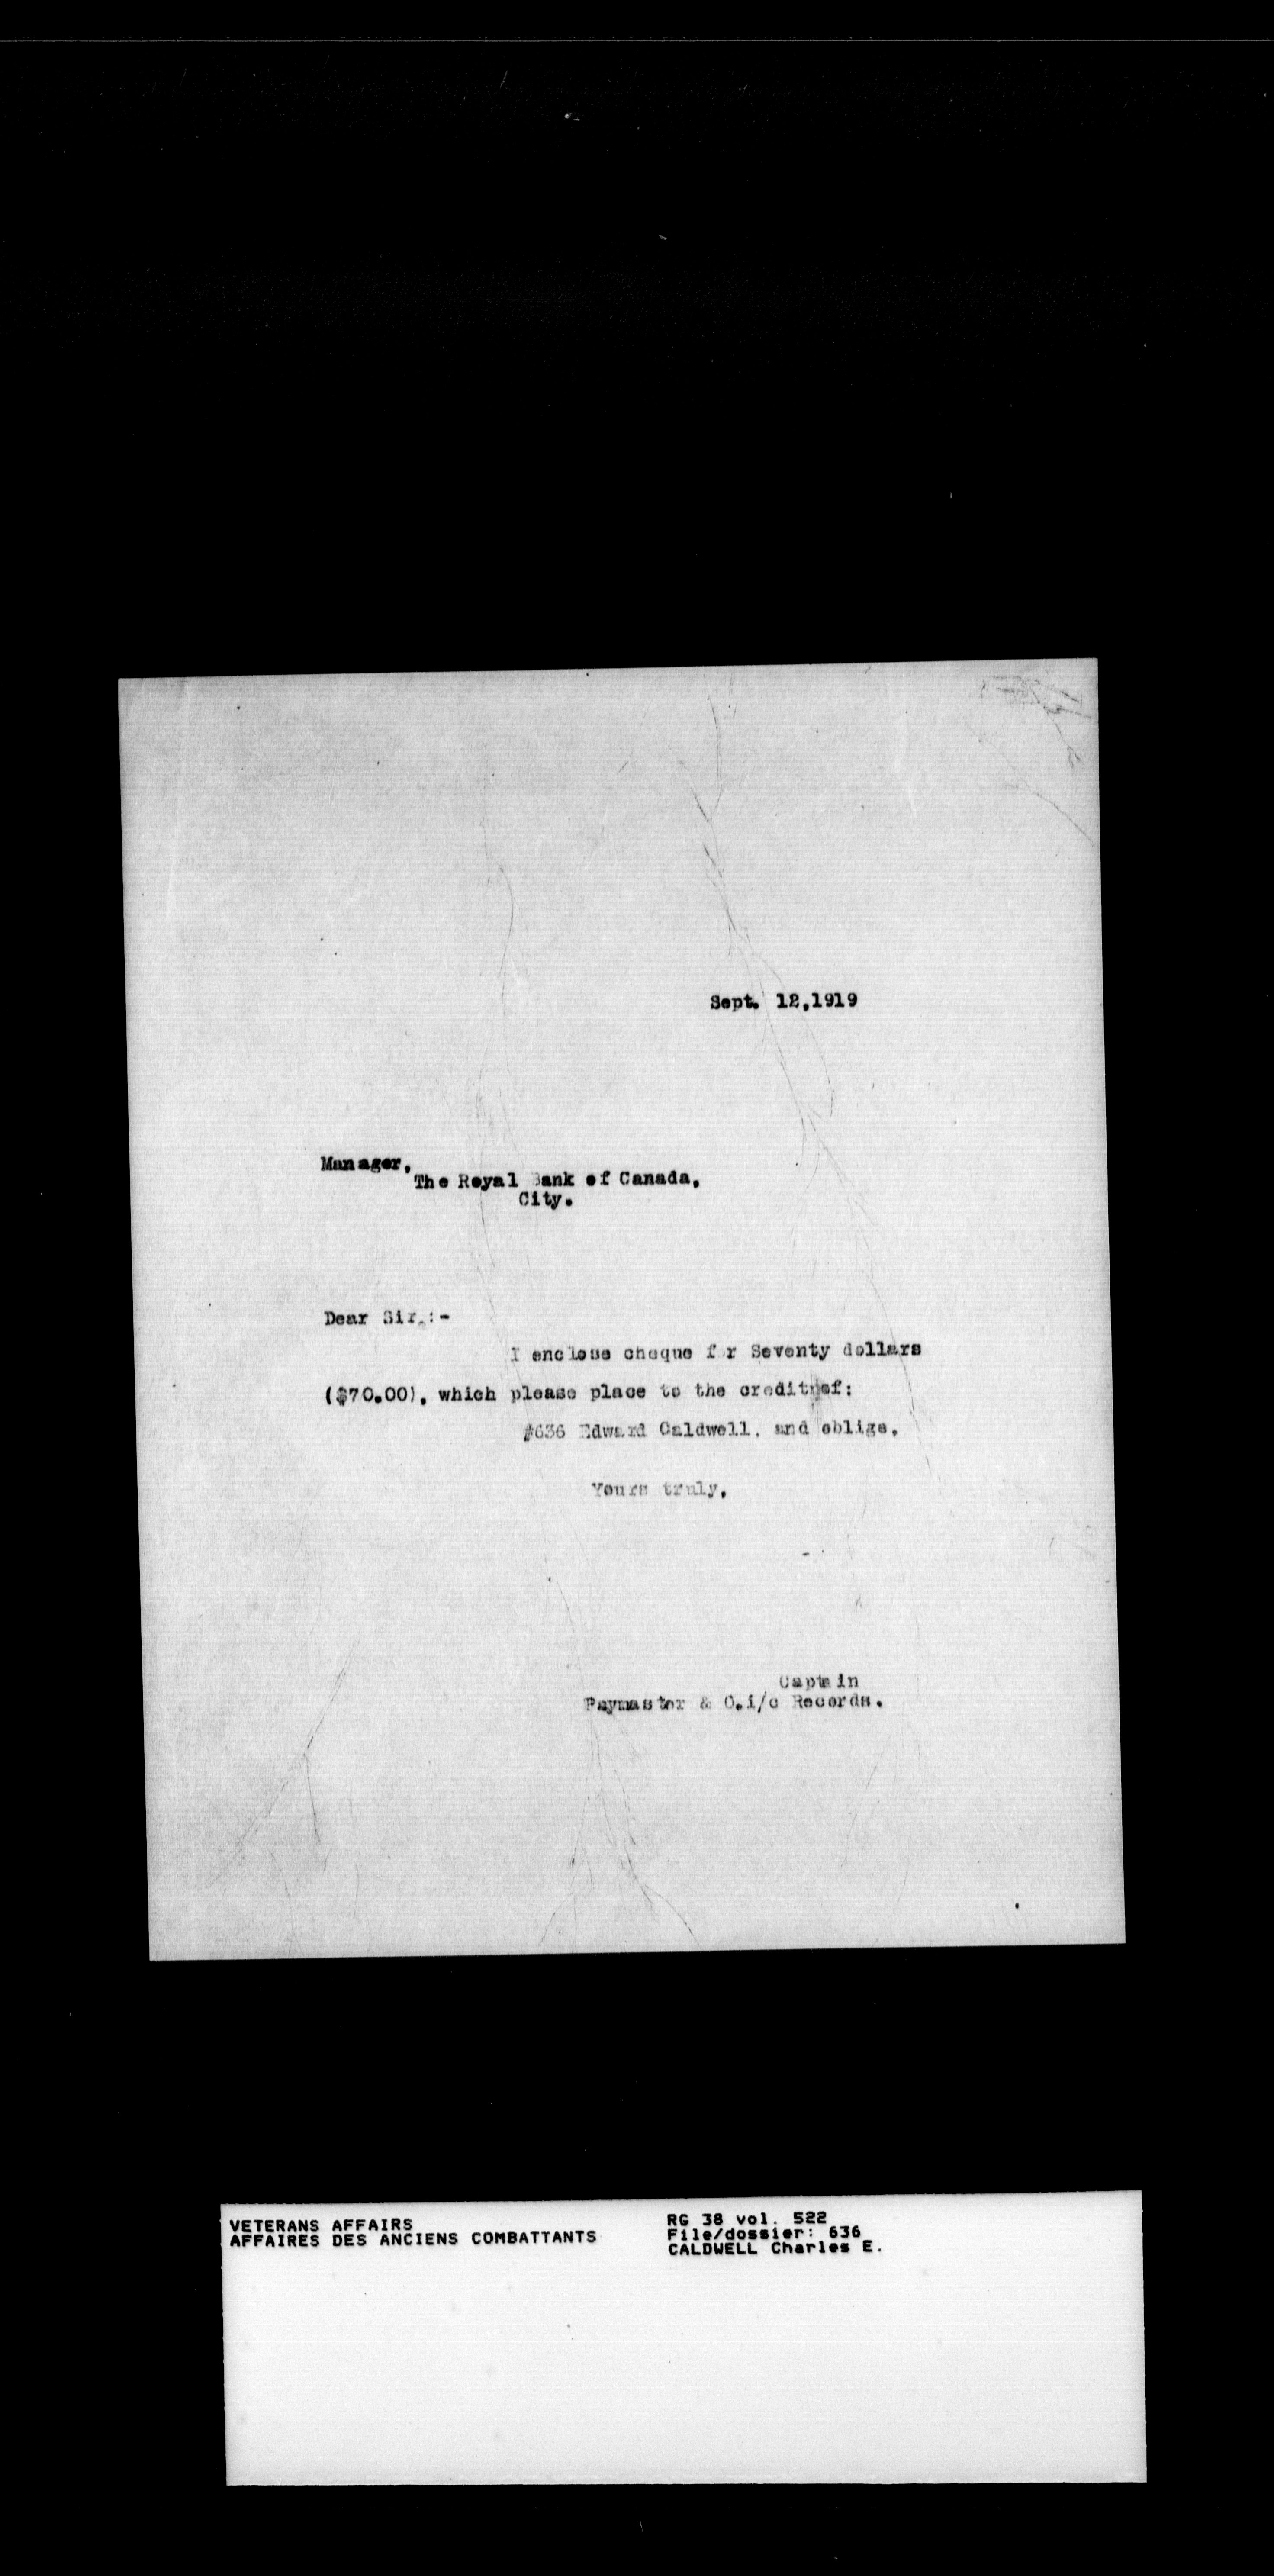 Sept. 12,1919
Manager,
The Royal Bank of Canada,
City.
Dear Sir.:-
I enclose cheque for Seventy dollars
($70.00), which please place to the credit of:
#636 Edward Caldwell, and oblige,
Yours truly,
Captain
Paymaster & O.i/c Records.
VETERANS AFFAIRS
AFFAIRES DES ANCIENS COMBATTANTS
RG 38 vol. 522
File/dossier: 636
CALDWELL Charles E.